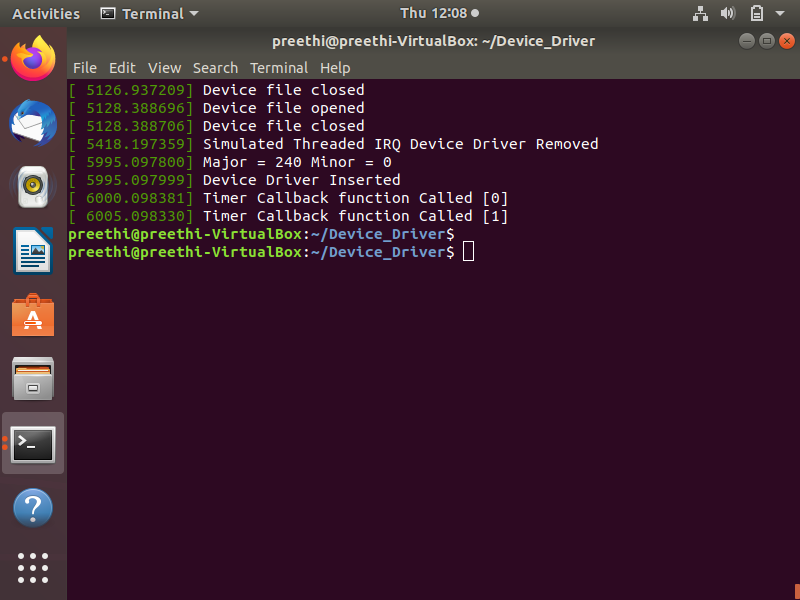 Activities Terminal Thu 12:08
preethi@preethi-VirtualBox: ~/Device_Driver
File Edit View Search Terminal Help
[ 5126.937209] Device file closed
[ 5128.388696] Device file opened
[ 5128.388706] Device file closed
[ 5418.197359] Simulated Threaded IRQ Device Driver Removed
[ 5995.097800] Major = 240 Minor = 0
[ 5995.097999] Device Driver Inserted
[ 6000.098381] Timer Callback function Called [0]
[ 6005.098330] Timer Callback function Called [1]
preethi@preethi-VirtualBox:~/Device_Driver$
preethi@preethi-VirtualBox:~/Device_Driver$